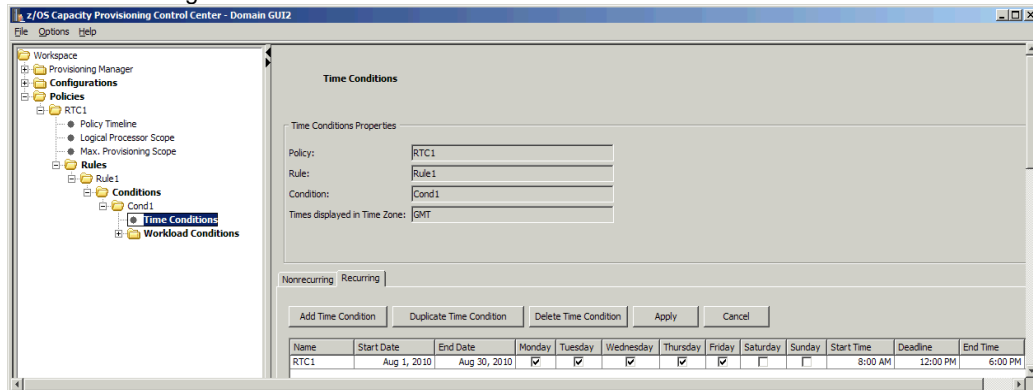 z/OS Capacity Provisioning Control Center - Domain GUI2
File Options Help
Workspace
Provisioning Manager
Configurations
Policies
RTC1
Policy Timeline
Logical Processor Scope
Max. Provisioning Scope
Rules
Rule1
Conditions
Cond1
Time Conditions
Workload Conditions
Time Conditions
Time Conditions Properties
Policy: RTC1
Rule: Rule1
Condition: Cond1
Times displayed in Time Zone: GMT
Nonrecurring Recurring
Add Time Condition Duplicate Time Condition Delete Time Condition Apply Cancel
Name Start Date End Date Monday Tuesday Wednesday Thursday Friday Saturday Sunday Start Time Deadline End Time
RTC1 Aug 1, 2010 Aug 30, 2010 8:00 AM 12:00 PM 6:00 PM